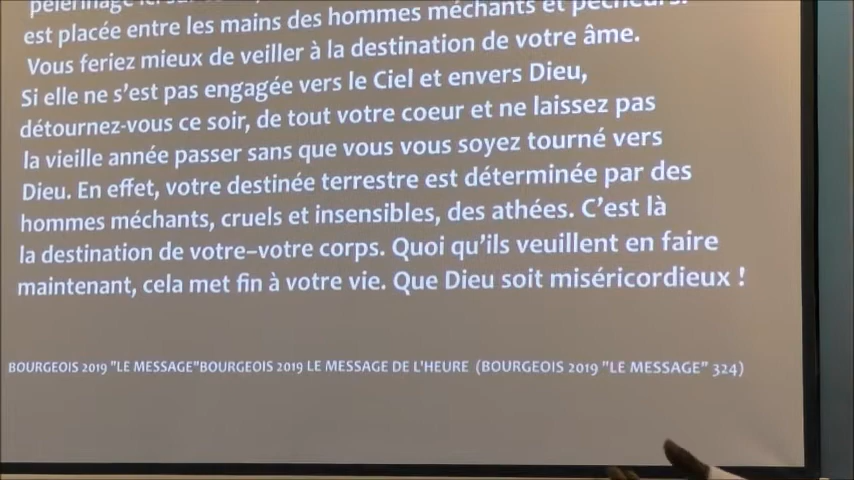 pèlerinage
est placée entre les mains des hommes méchants et pécheurs.
Vous feriez mieux de veiller à la destination de votre âme.
Si elle ne s'est pas engagée vers le Ciel et envers Dieu,
détournez-vous ce soir, de tout votre coeur et ne laissez pas
la vieille année passer sans que vous vous soyez tourné vers
Dieu. En effet, votre destinée terrestre est déterminée par des
hommes méchants, cruels et insensibles, des athées. C'est là
la destination de votre–votre corps. Quoi qu'ils veuillent en faire
maintenant, cela met fin à votre vie. Que Dieu soit miséricordieux !
BOURGEOIS 2019 "LE MESSAGE"BOURGEOIS 2019 LE MESSAGE DE L'HEURE (BOURGEOIS 2019 "LE MESSAGE" 324)